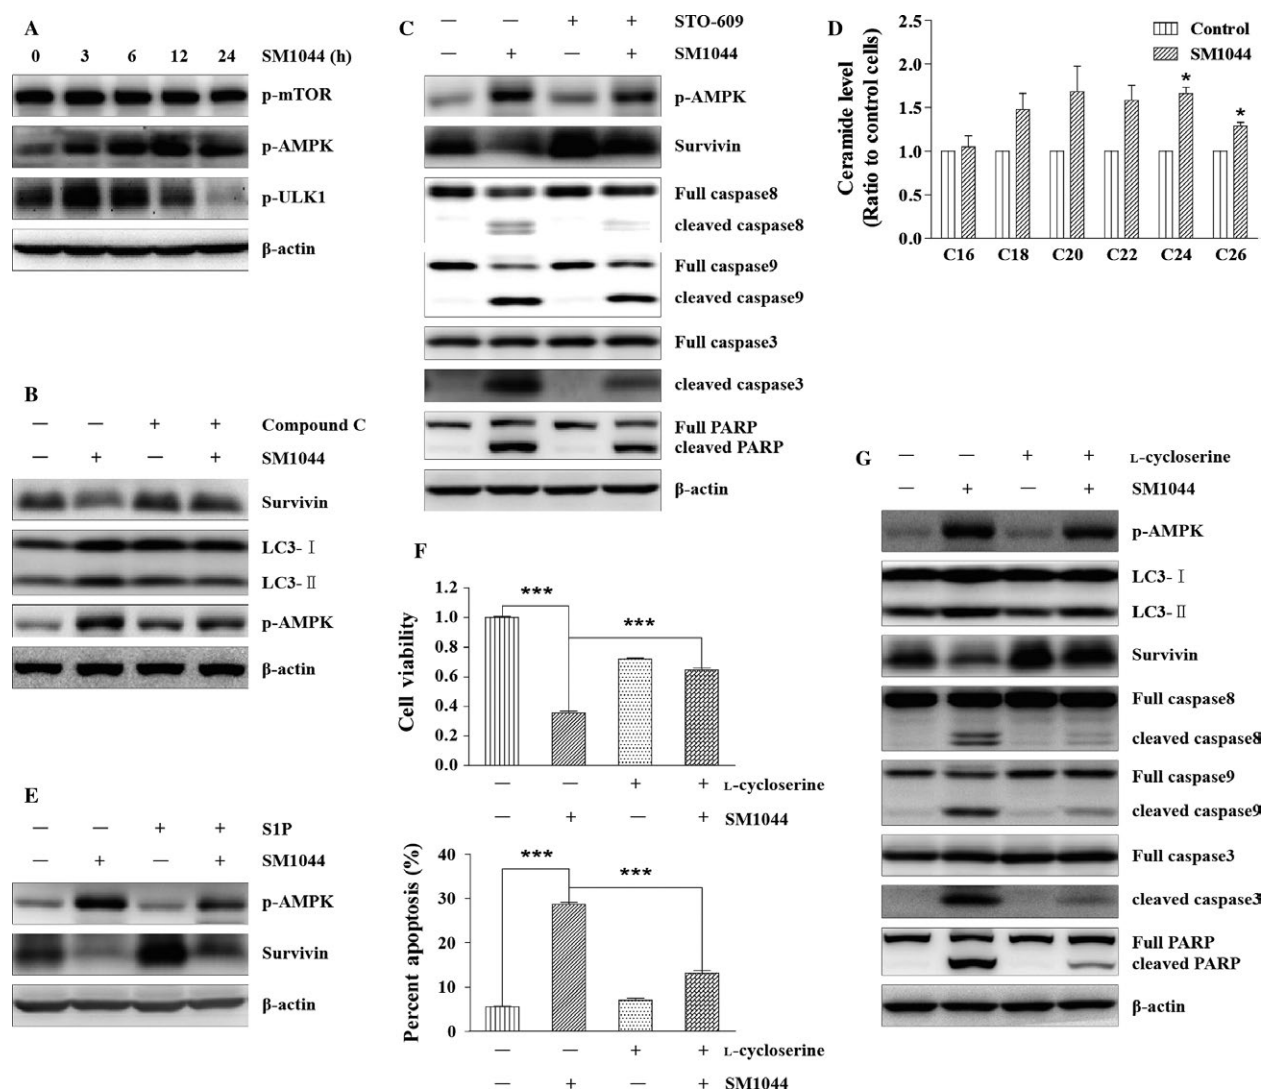 A
0 3 6 12 24 SM1044 (h)
p-mTOR
p-AMPK
p-ULK1
β-actin
B
— — + + Compound C
— + — + SM1044
Survivin
LC3-Ⅰ
LC3-Ⅱ
p-AMPK
β-actin
E
— — + + S1P
— + — + SM1044
p-AMPK
Survivin
β-actin
C
— — + + STO-609
— + — + SM1044
p-AMPK
Survivin
Full caspase8
cleaved caspase8
Full caspase9
cleaved caspase9
Full caspase3
cleaved caspase3
Full PARP
cleaved PARP
β-actin
F
Cell viability
1.2
1.0
0.8
0.6
0.4
0.2
0.0
***
***
— — + + L-cycloserine
— + — + SM1044
Percent apoptosis (%)
40
30
20
10
0
***
***
— — + + L-cycloserine
— + — + SM1044
D
Ceramide level
(Ratio to control cells)
2.5
2.0
1.5
1.0
0.5
0.0
Control
SM1044
*
*
C16 C18 C20 C22 C24 C26
G
— — + + L-cycloserine
— + — + SM1044
p-AMPK
LC3-Ⅰ
LC3-Ⅱ
Survivin
Full caspase8
cleaved caspase8
Full caspase9
cleaved caspase9
Full caspase3
cleaved caspase3
Full PARP
cleaved PARP
β-actin